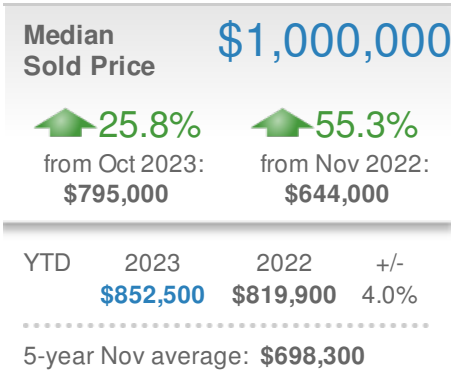 Median $1,000,000
Sold Price
25.8% 55.3%
from Oct 2023: from Nov 2022:
$795,000 $644,000
YTD 2023 2022 +/-
$852,500 $819,900 4.0%
5-year Nov average: $698,300